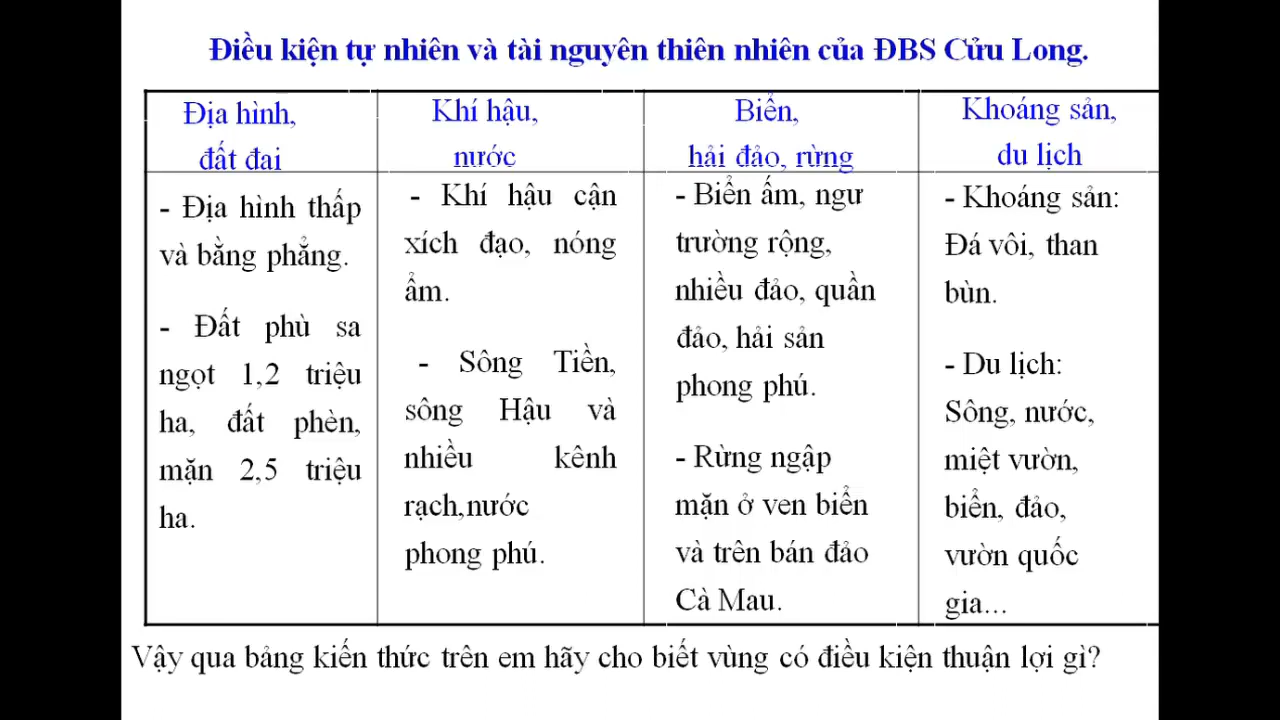 Điều kiện tự nhiên và tài nguyên thiên nhiên của ĐBS Cửu Long.
Địa hình,
đất đai
- Địa hình thấp
và bằng phẳng.
- Đất phù sa
ngọt 1,2 triệu
ha, đất phèn,
mặn 2,5 triệu
ha.
Khí hậu,
nước
- Khí hậu cận
xích đạo, nóng
ẩm.
- Sông Tiền,
sông Hậu và
nhiều kênh
rạch,nước
phong phú.
Biển,
hải đảo, rừng
- Biển ấm, ngư
trường rộng,
nhiều đảo, quần
đảo, hải sản
phong phú.
- Rừng ngập
mặn ở ven biển
và trên bán đảo
Cà Mau.
Khoáng sản,
du lịch
- Khoáng sản:
Đá vôi, than
bùn.
- Du lịch:
Sông, nước,
miệt vườn,
biển, đảo,
vườn quốc
gia...
Vậy qua bảng kiến thức trên em hãy cho biết vùng có điều kiện thuận lợi gì?